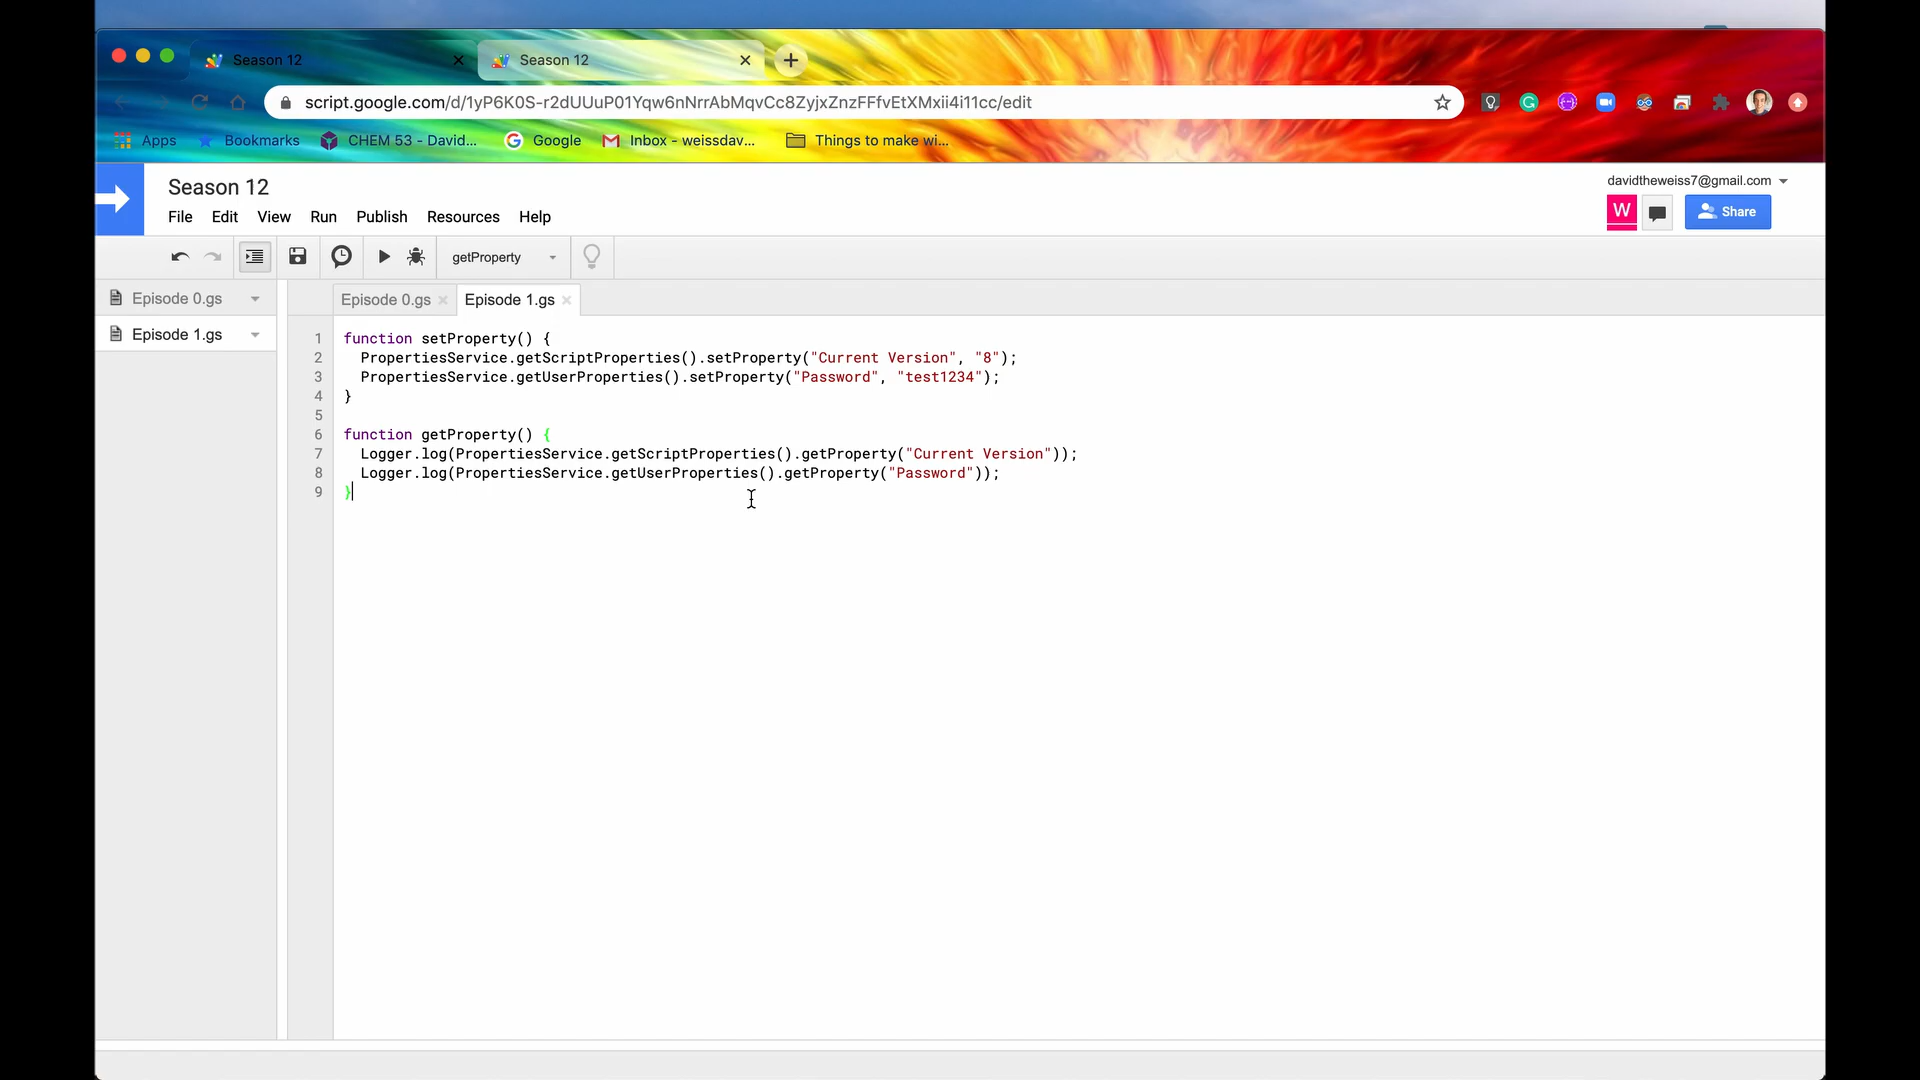 Season 12
Season 12
script.google.com/d/1yP6K0S-r2dUUuP01Yqw6nNrrAbMqvCc8ZyjxZnzFFfvEtXMxii4i11cc/edit
Apps Bookmarks CHEM 53 - David... Google Inbox - weissdav... Things to make wi...
Season 12
davidtheweiss7@gmail.com
File Edit View Run Publish Resources Help
W
Share
getProperty
Episode 0.gs
Episode 1.gs
Episode 0.gs Episode 1.gs
1 function setProperty() {
2 PropertiesService.getScriptProperties().setProperty("Current Version", "8");
3 PropertiesService.getUserProperties().setProperty("Password", "test1234");
4 }
5
6 function getProperty() {
7 Logger.log(PropertiesService.getScriptProperties().getProperty("Current Version"));
8 Logger.log(PropertiesService.getUserProperties().getProperty("Password"));
9 }